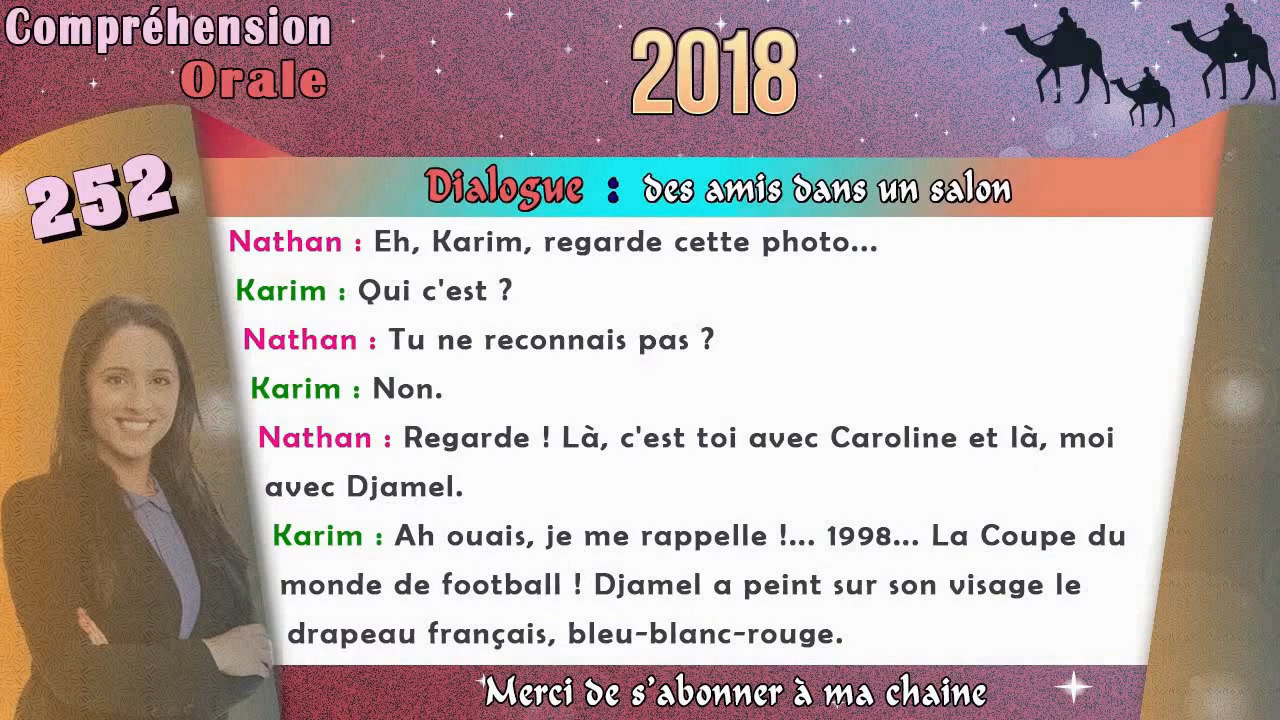 Compréhension
Orale
2018
252
Dialogue : des amis dans un salon
Nathan : Eh, Karim, regarde cette photo...
Karim : Qui c'est ?
Nathan : Tu ne reconnais pas ?
Karim : Non.
Nathan : Regarde ! Là, c'est toi avec Caroline et là, moi
avec Djamel.
Karim : Ah ouais, je me rappelle !... 1998... La Coupe du
monde de football ! Djamel a peint sur son visage le
drapeau français, bleu-blanc-rouge.
Merci de s'abonner à ma chaine